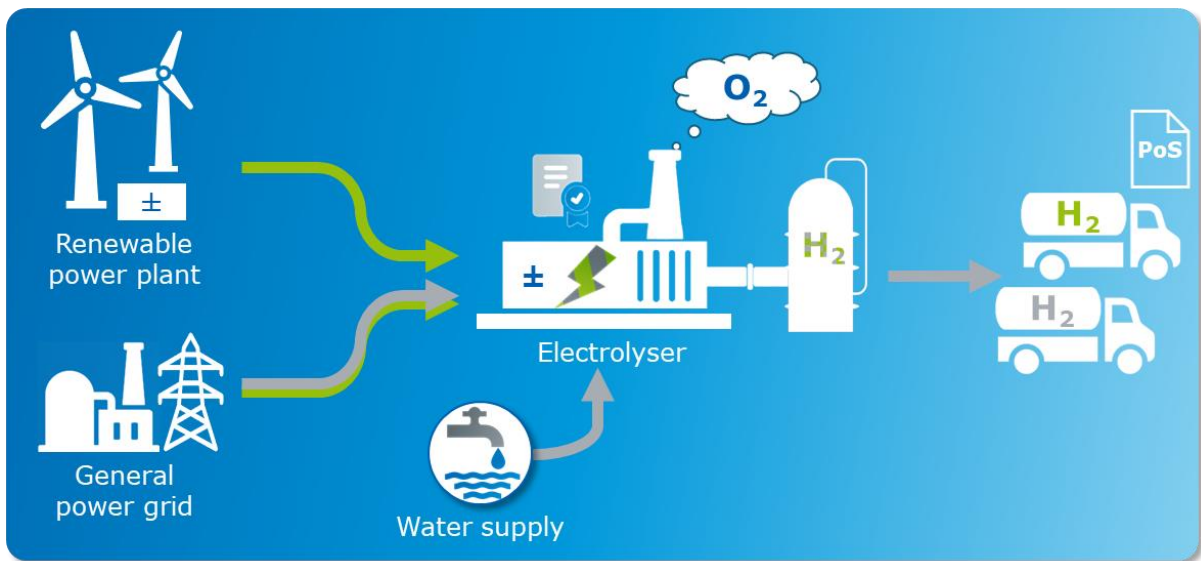 O₂
PoS
±
Renewable
power plant
H₂
±
H₂
H₂
Electrolyser
General
power grid
Water supply